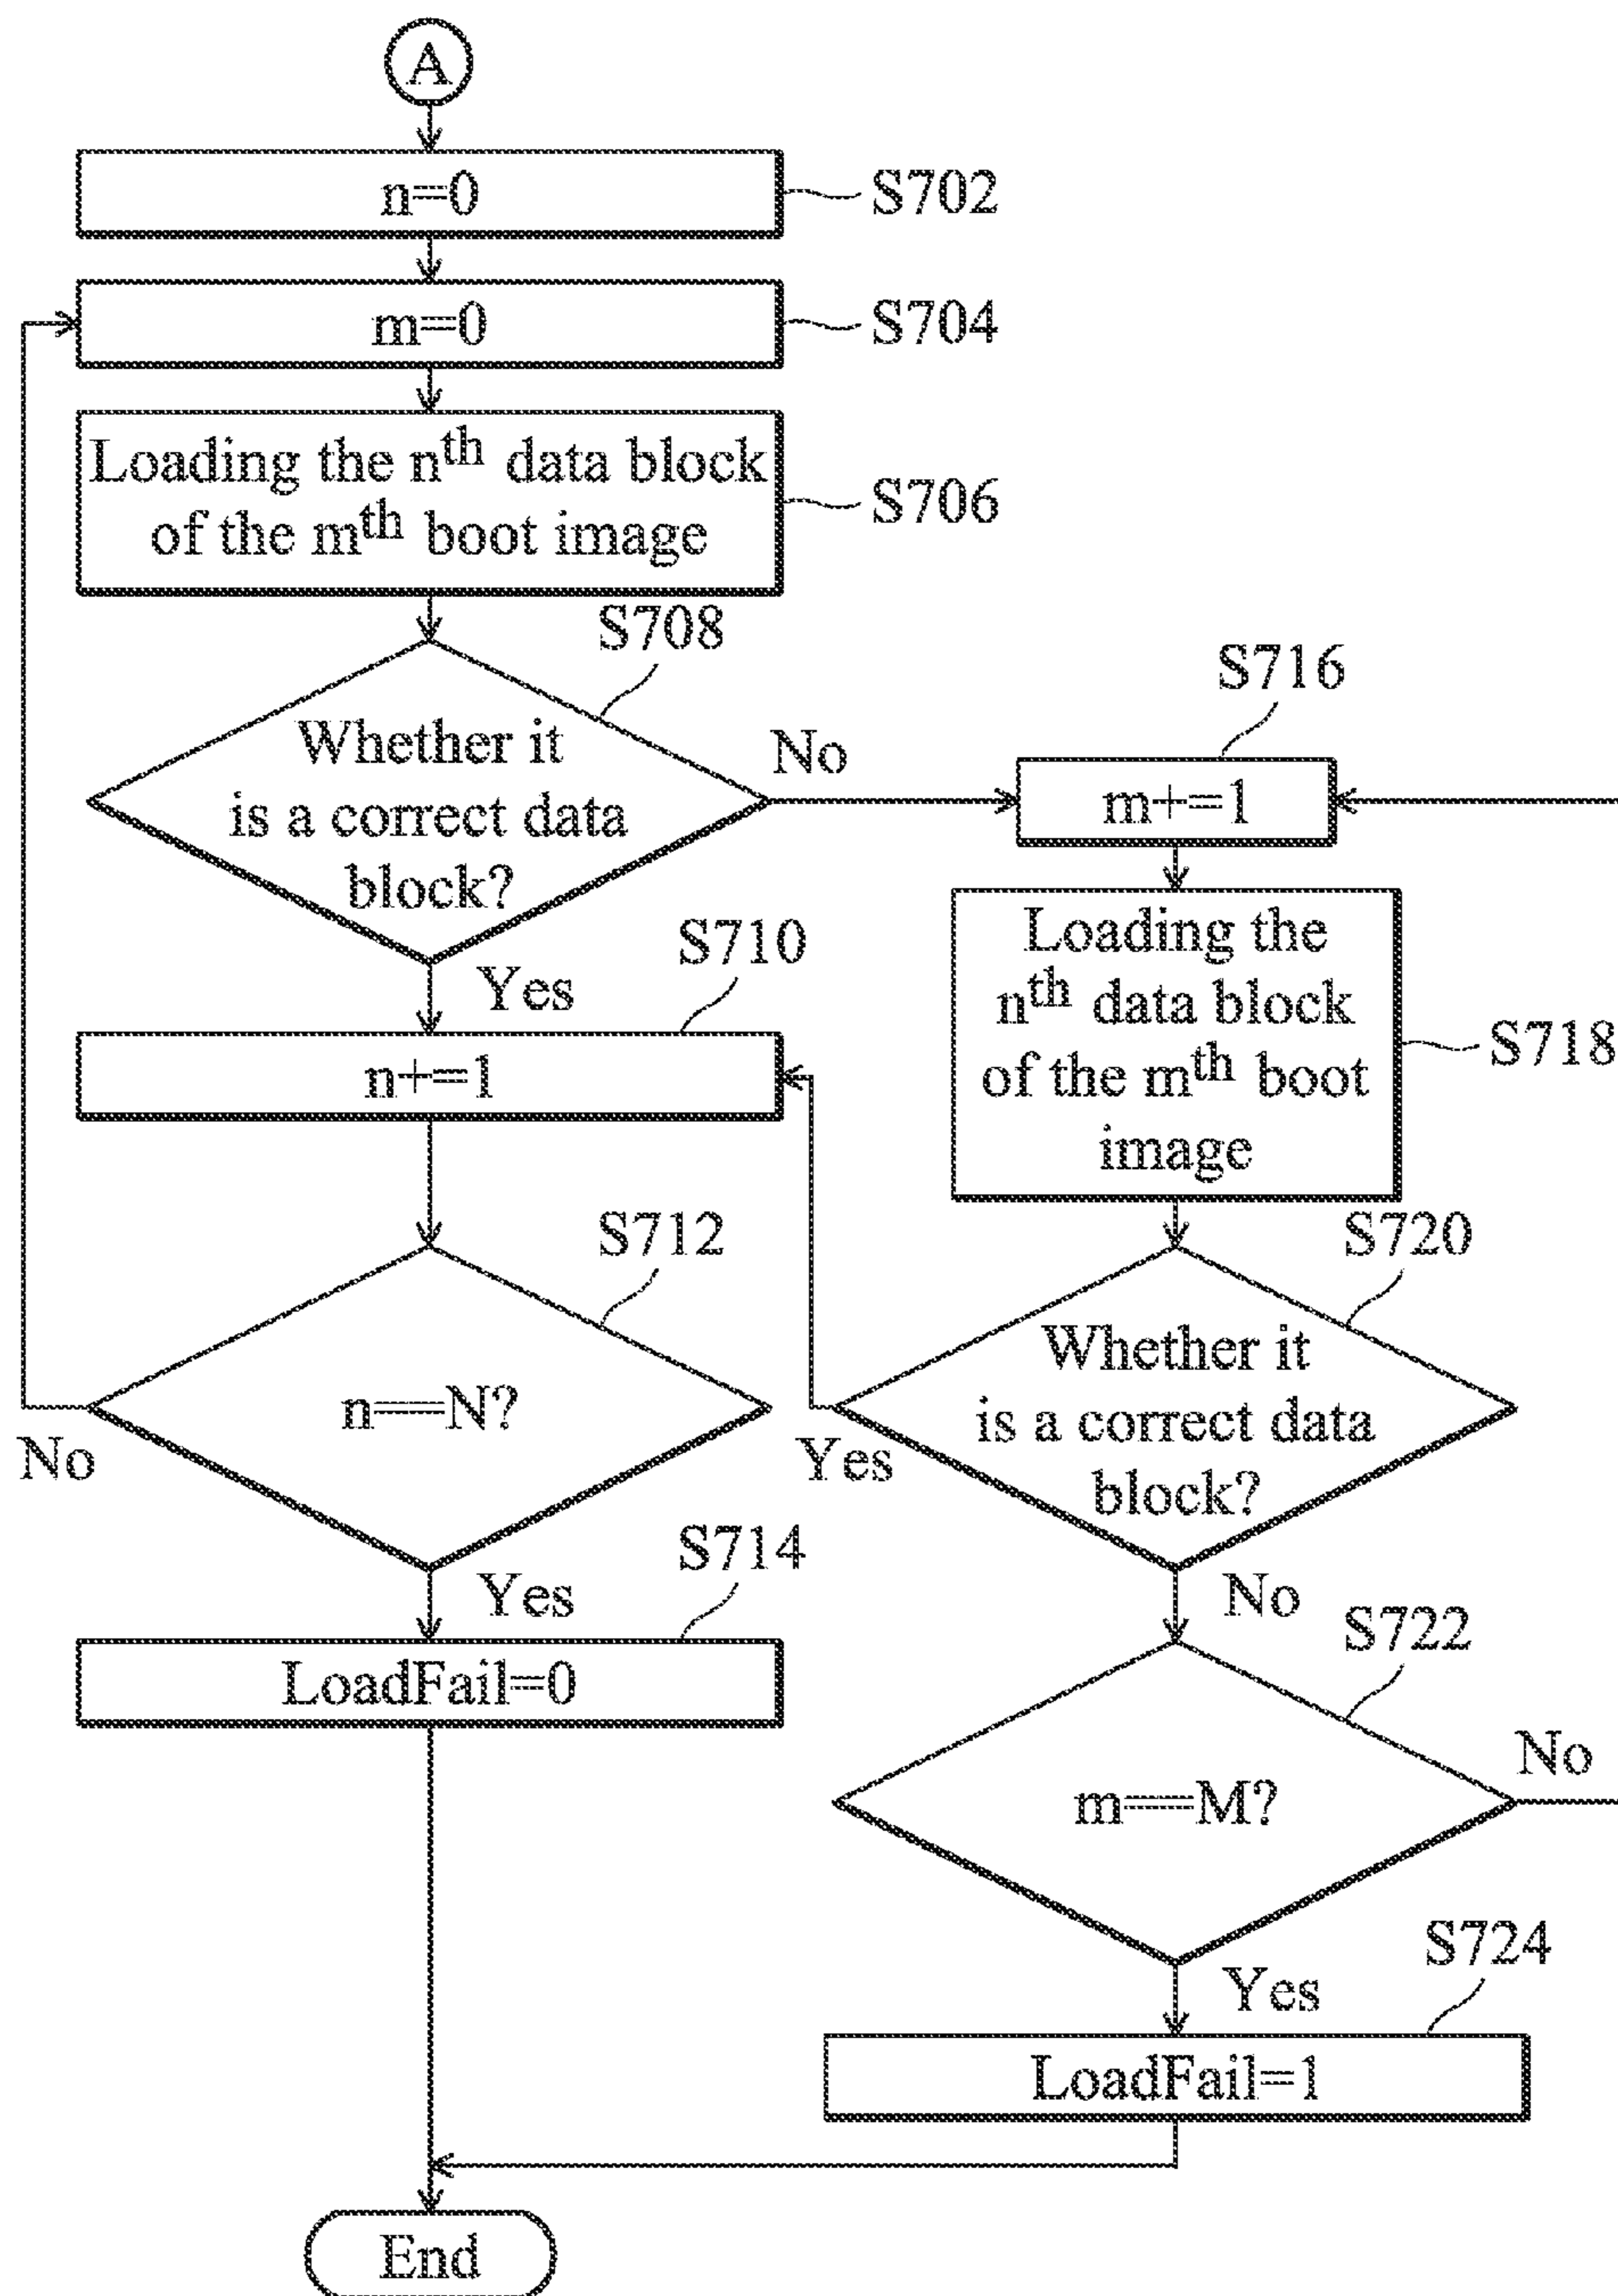 A
n=0
S702
m=0
S704
Loading the nth data block
of the mth boot image
S706
S708
Whether it
is a correct data
block?
No
Yes
S716
m+=1
S710
n+=1
Loading the
nth data block
of the mth boot
image
S718
S712
n==N?
No
Yes
S720
Whether it
is a correct data
block?
Yes
No
S714
LoadFail=0
S722
m==M?
No
Yes
S724
LoadFail=1
End